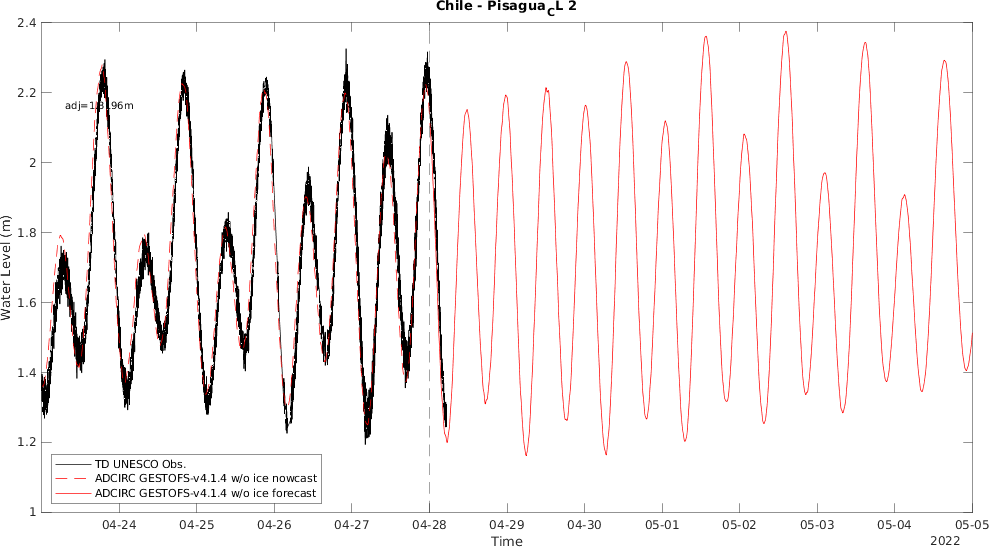 Chile - Pisagua_CL 2
2.4
2.2
2
1.8
1.6
1.4
1.2
1
Water Level (m)
TD UNESCO Obs.
ADCIRC GESTOFS-v4.1.4 w/o ice nowcast
ADCIRC GESTOFS-v4.1.4 w/o ice forecast
04-24 04-25 04-26 04-27 04-28 04-29 04-30 05-01 05-02 05-03 05-04 05-05
Time
2022